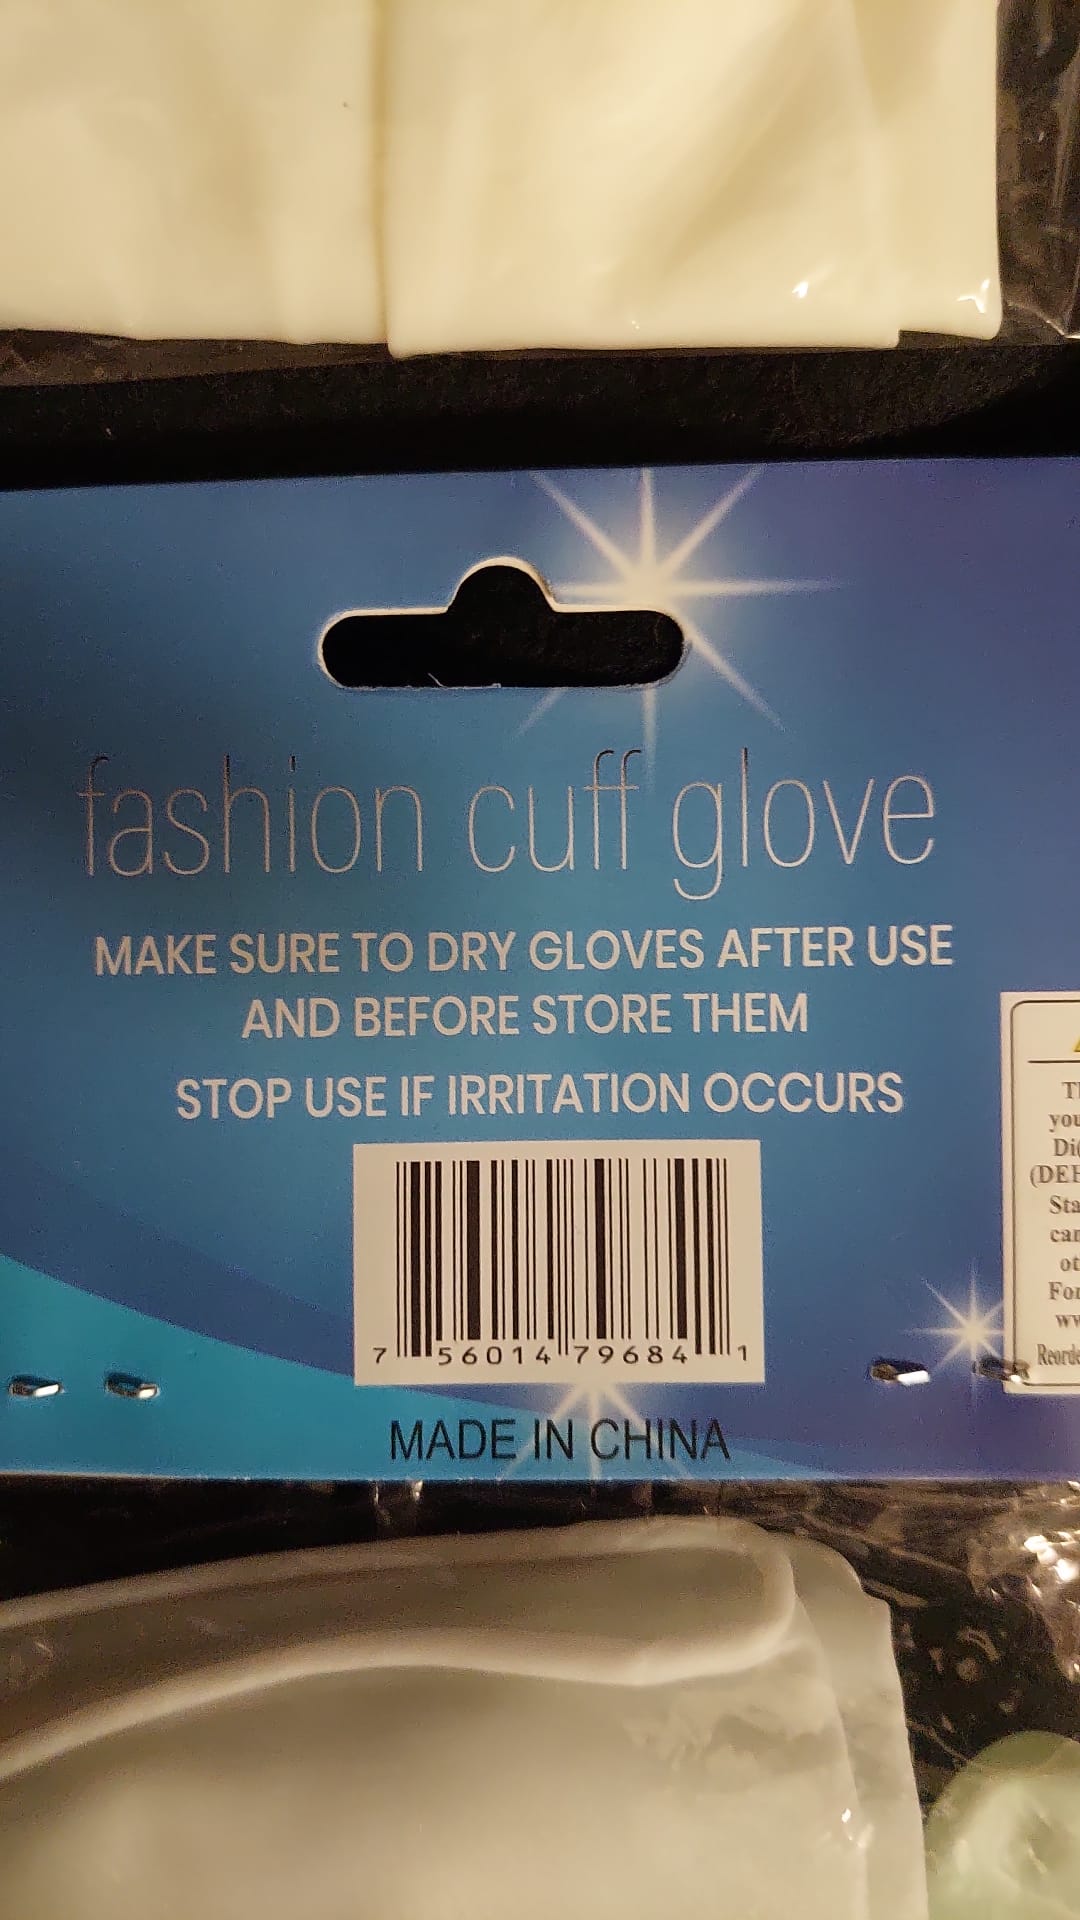 fashion cuff glove
MAKE SURE TO DRY GLOVES AFTER USE
AND BEFORE STORE THEM
STOP USE IF IRRITATION OCCURS
7 56014 79684 1
MADE IN CHINA